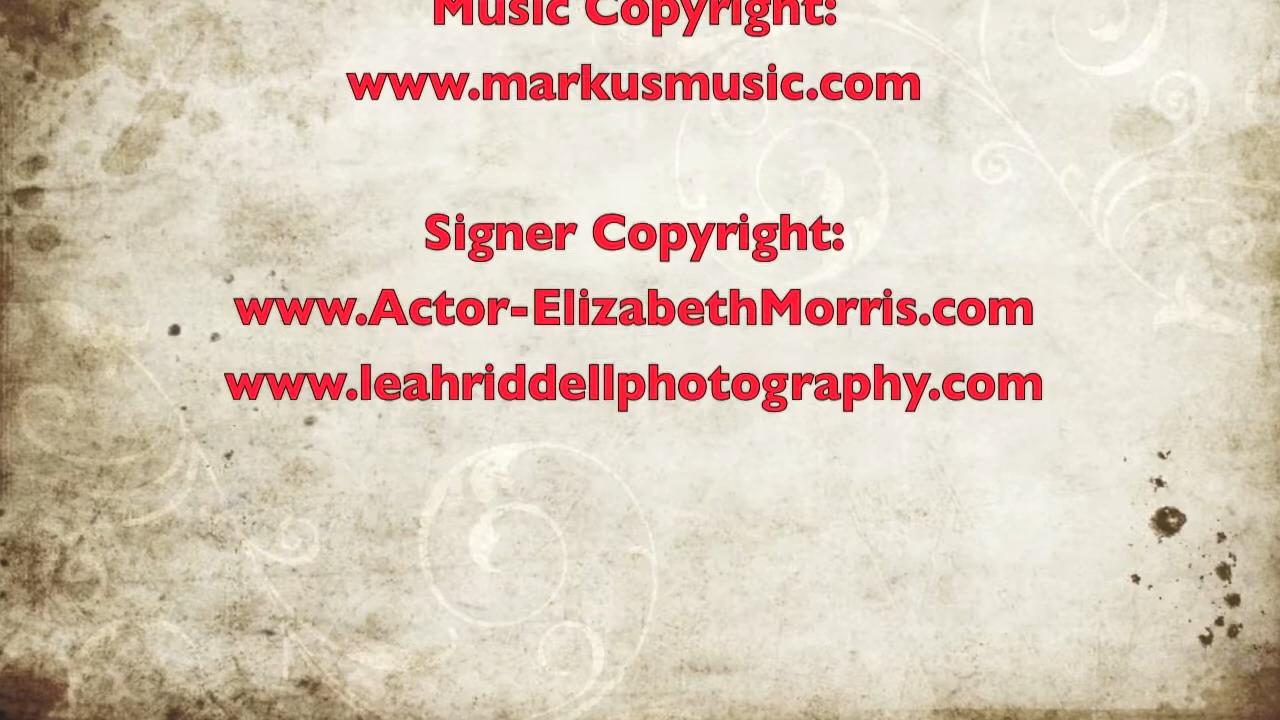 Music Copyright:
www.markusmusic.com
Signer Copyright:
www.Actor-ElizabethMorris.com
www.leahriddellphotography.com